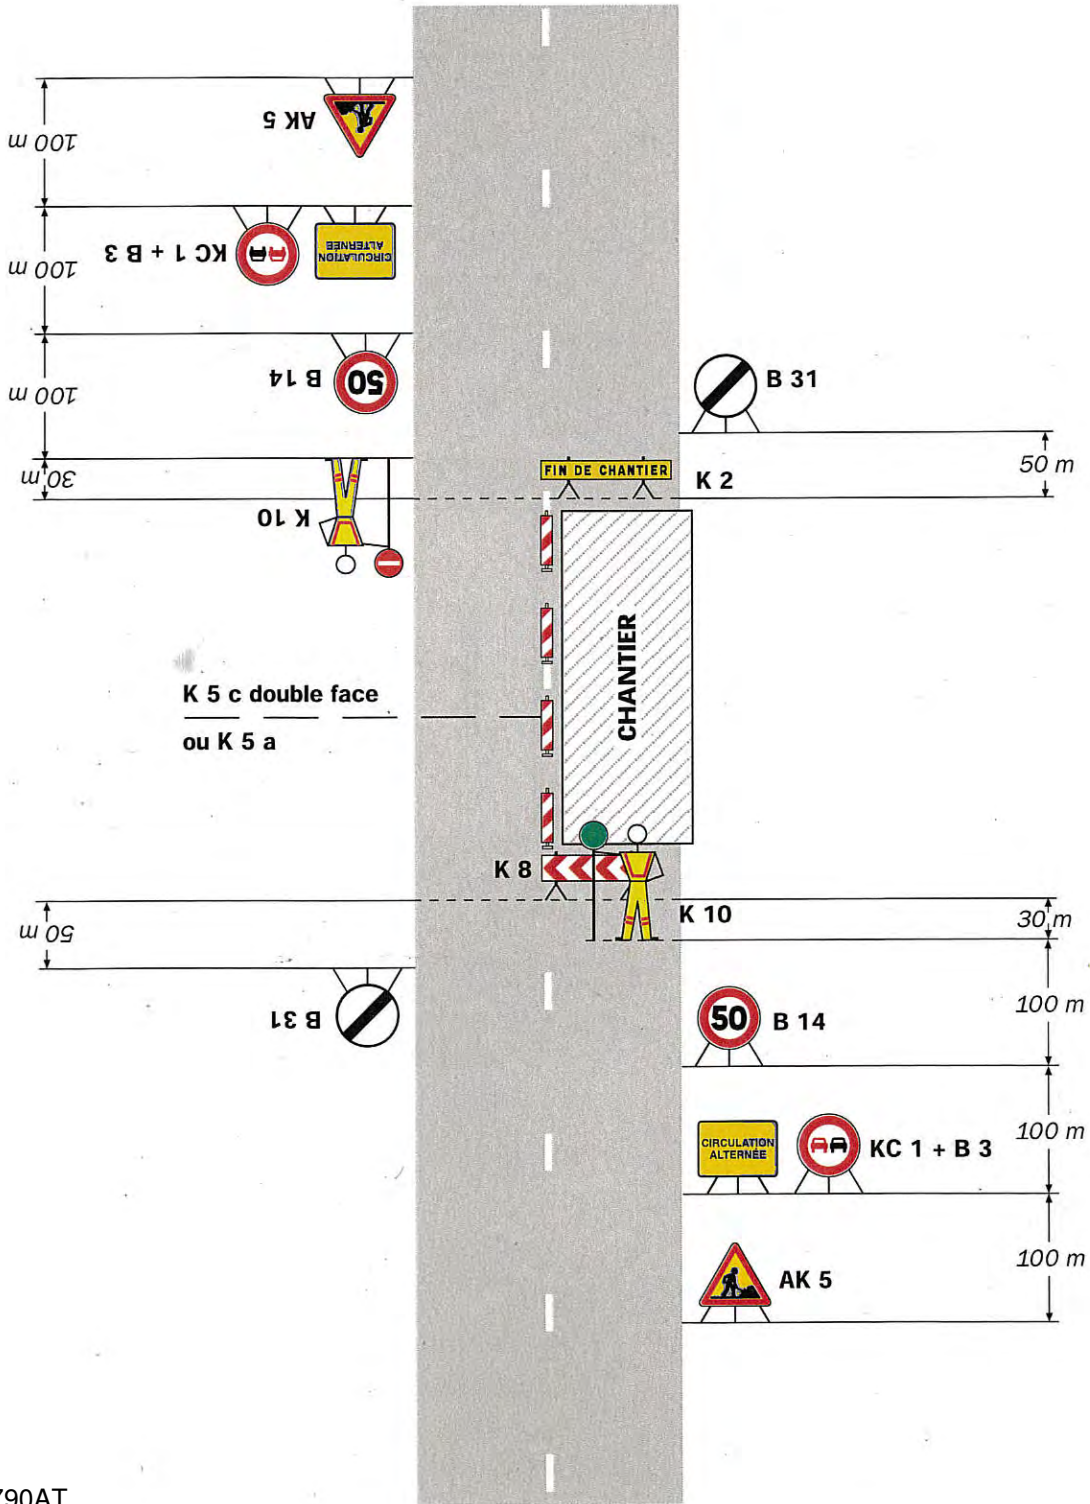 AK 5
100 m
KC 1 + B 3
CIRCULATION
ALTERNÉE
100 m
B 14
50
100 m
B 31
50 m
30 m
FIN DE CHANTIER
K 2
K 10
CHANTIER
K 5 c double face
ou K 5 a
K 8
K 10
30 m
50 m
B 31
50
B 14
100 m
CIRCULATION
ALTERNÉE
KC 1 + B 3
100 m
AK 5
100 m
790AT